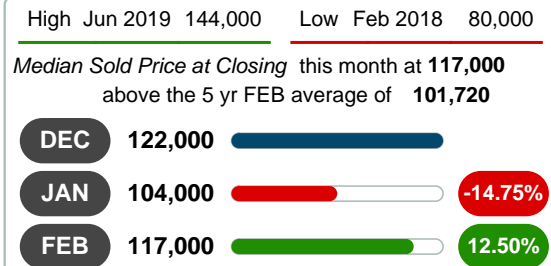 High Jun 2019 144,000 Low Feb 2018 80,000
Median Sold Price at Closing this month at 117,000
above the 5 yr FEB average of 101,720
DEC 122,000
JAN 104,000 -14.75%
FEB 117,000 12.50%